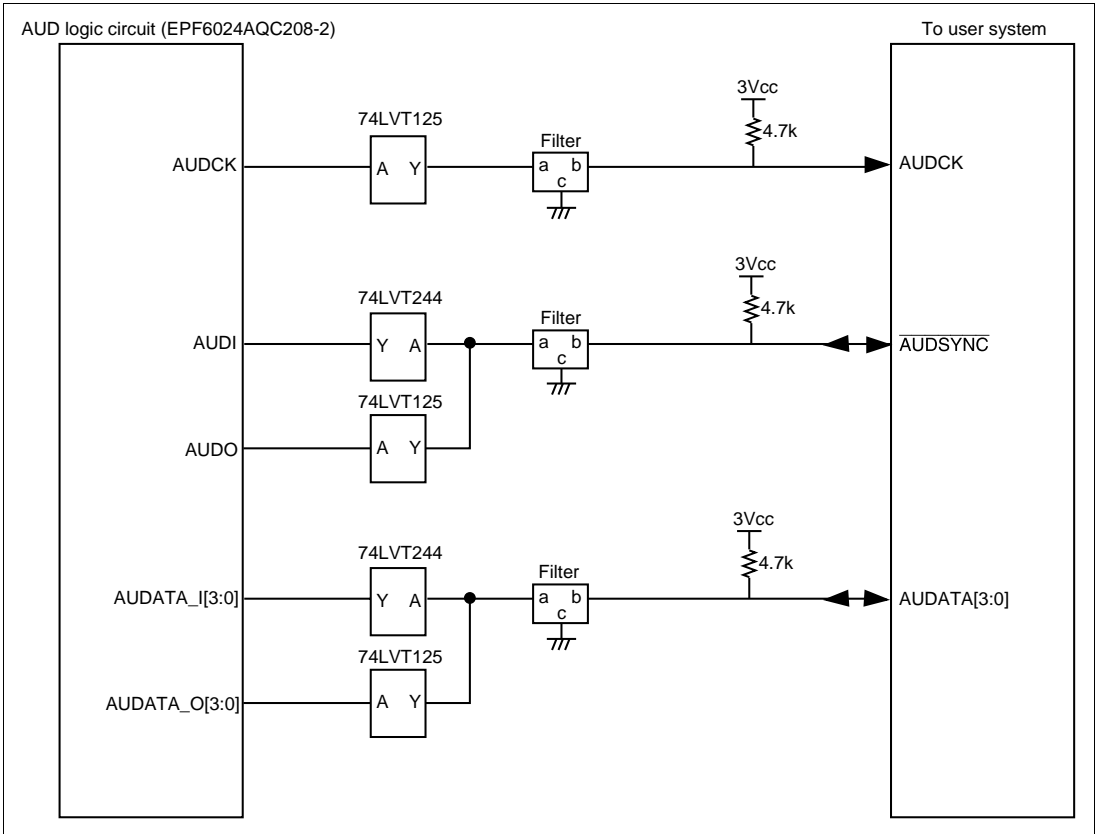 AUD logic circuit (EPF6024AQC208-2)
To user system
3Vcc
74LVT125
4.7k
Filter
AUDCK
A Y
a b
c
AUDCK
3Vcc
74LVT244
4.7k
Filter
AUDI
Y A
a b
c
AUDSYNC
74LVT125
AUDO
A Y
3Vcc
74LVT244
4.7k
Filter
AUDATA_I[3:0]
Y A
a b
c
AUDATA[3:0]
74LVT125
AUDATA_O[3:0]
A Y